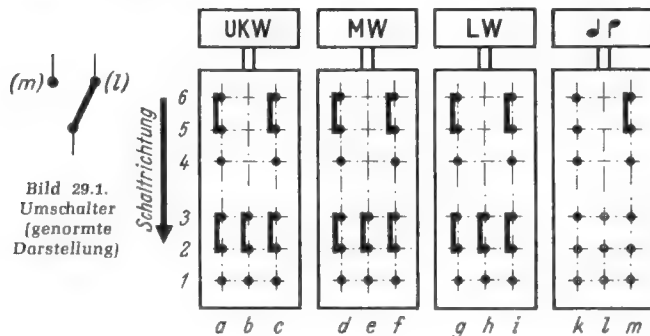 UKW MW LW
(m) (l)
Bild 29.1.
Umschalter
(genormte
Darstellung)
Schaltrichtung
6
5
4
3
2
1
a b c d e f g h i k l m